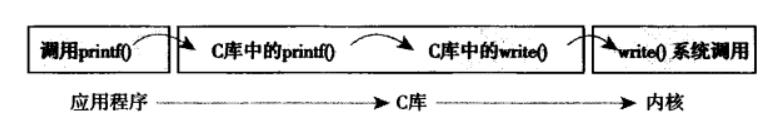 调用printf() C库中的printf() C库中的write() write() 系统调用
应用程序 C库 内核